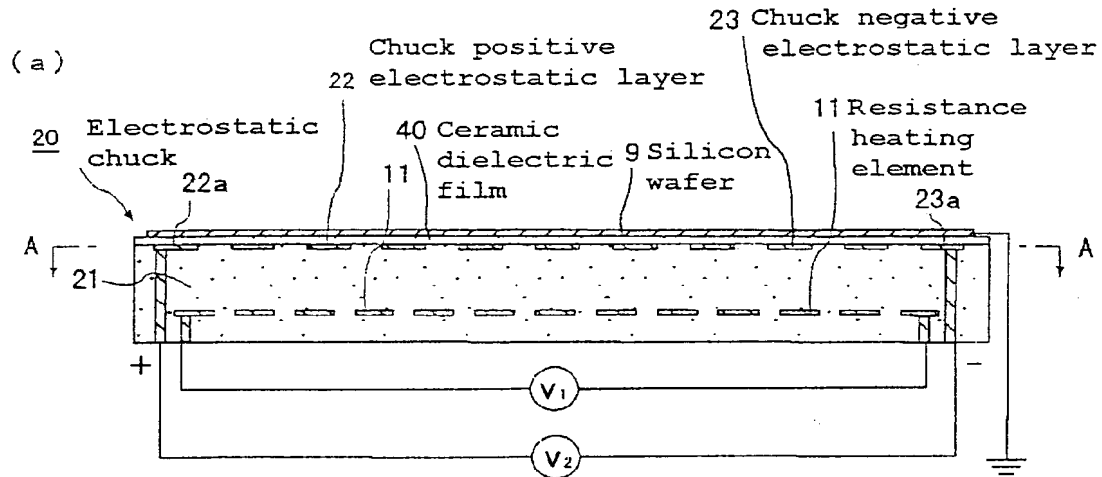 (a)
20 Electrostatic
chuck
22a
Chuck positive
electrostatic layer
22
11
40 Ceramic
dielectric
film
9 Silicon
wafer
23 Chuck negative
electrostatic layer
11 Resistance
heating
element
23a
A
A
21
+
-
V1
V2